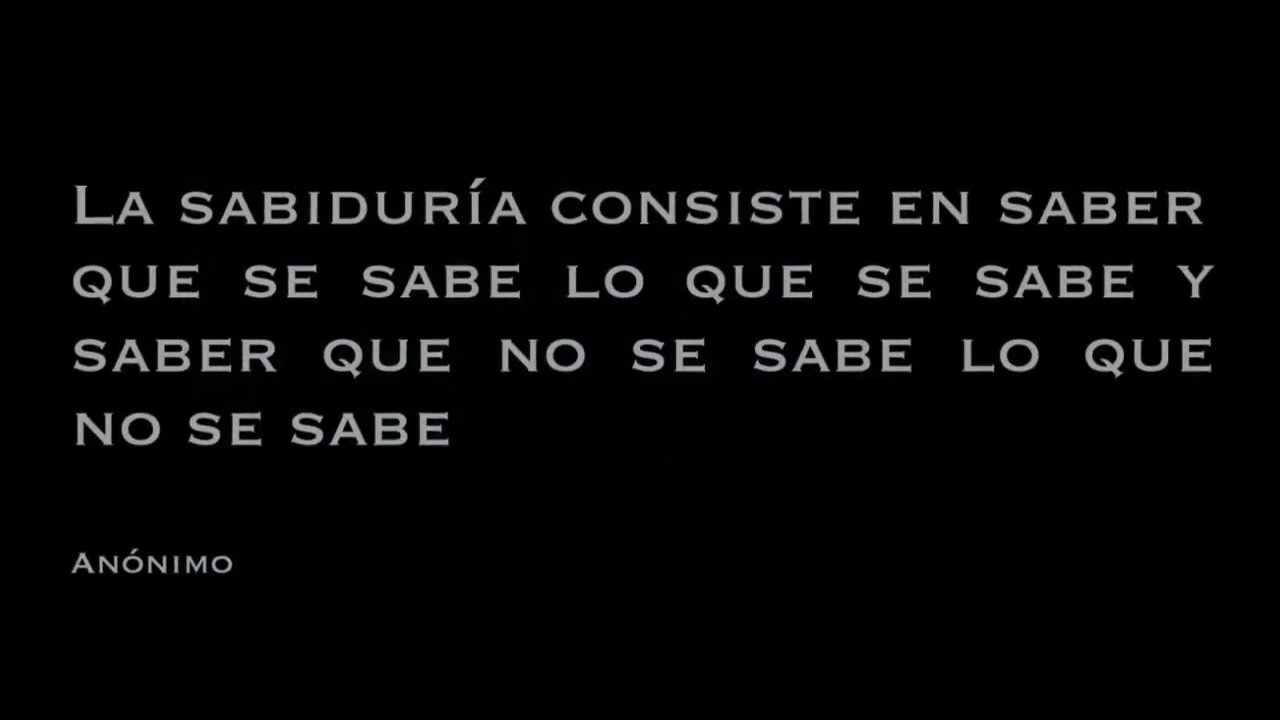 La sabiduría consiste en saber
que se sabe lo que se sabe y
saber que no se sabe lo que
no se sabe
Anónimo